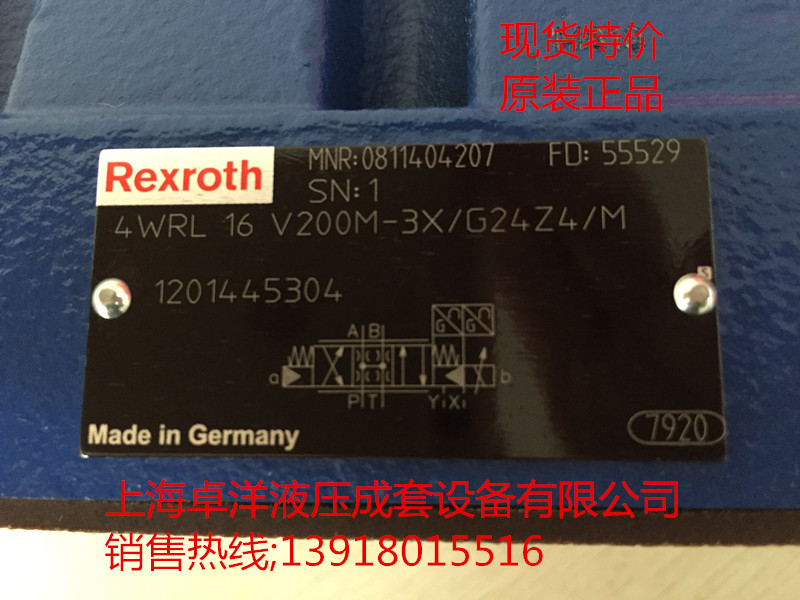 现货特价
原装正品
Rexroth
MNR:0811404207 FD: 55529
SN:1
4WRL 16 V200M-3X/G24Z4/M
S
1201445304
G G
A B
a b
P T Y X
Made in Germany
7920
上海卓洋液压成套设备有限公司
销售热线;13918015516